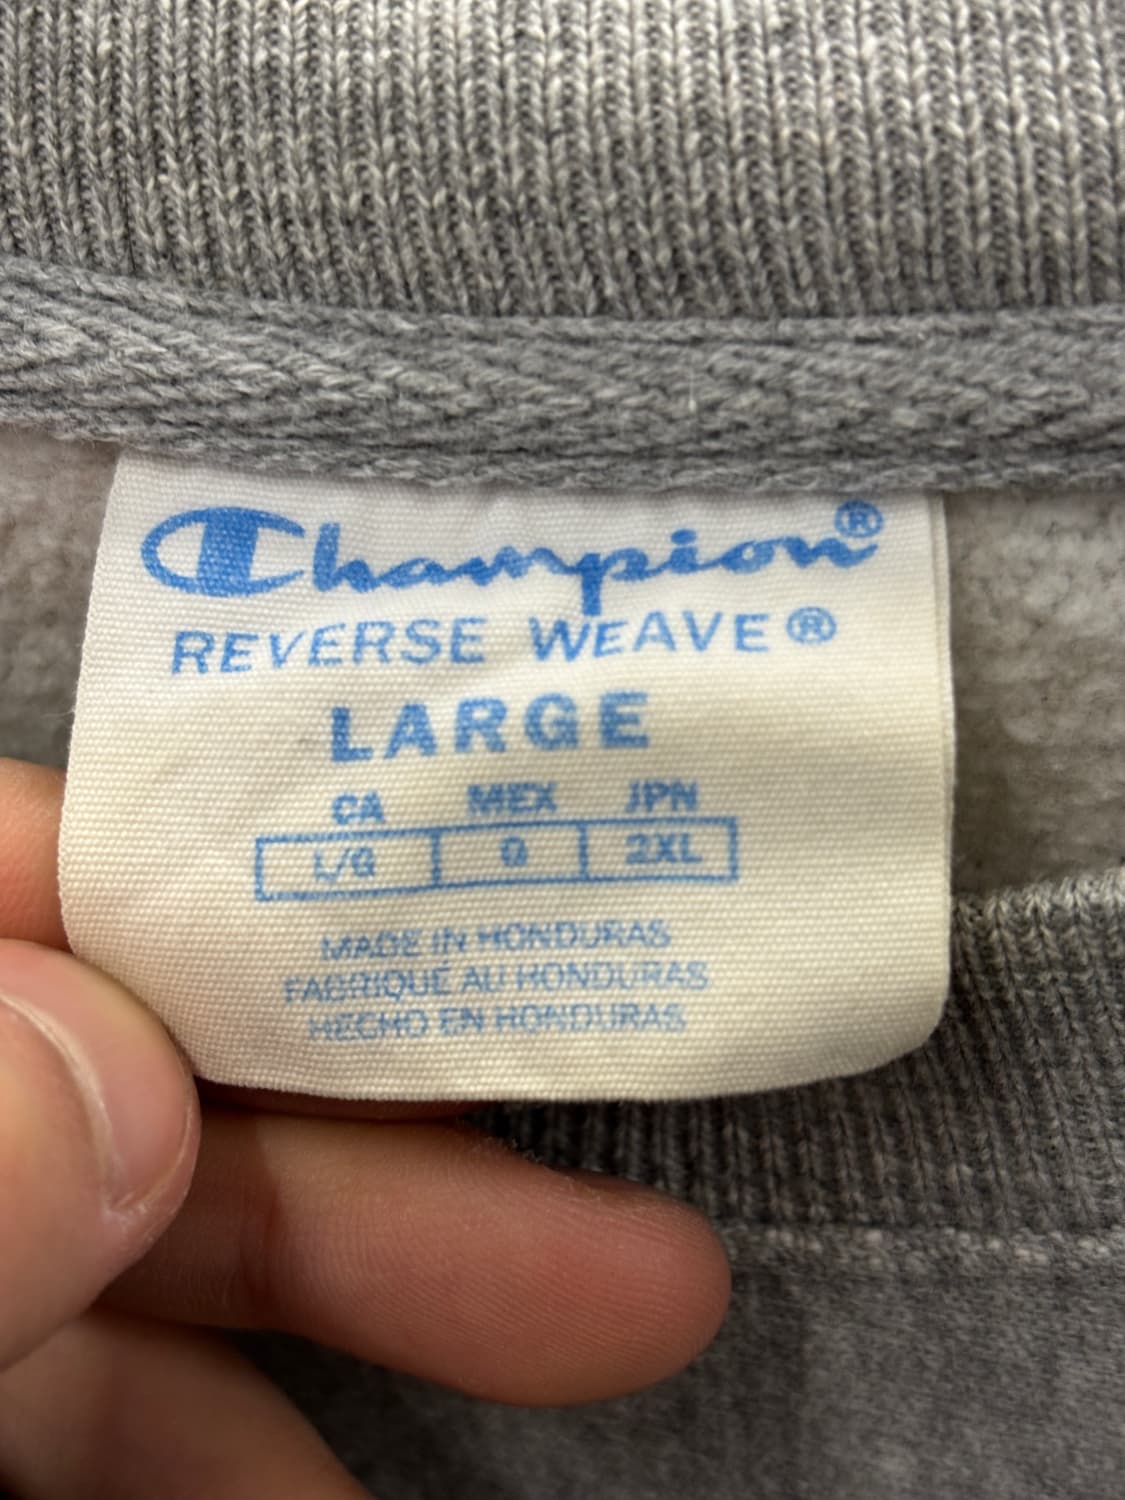 Champion®
REVERSE WEAVE®
LARGE
CA MEX JPN
L/G G 2XL
MADE IN HONDURAS
FABRIQUÉ AU HONDURAS
HECHO EN HONDURAS